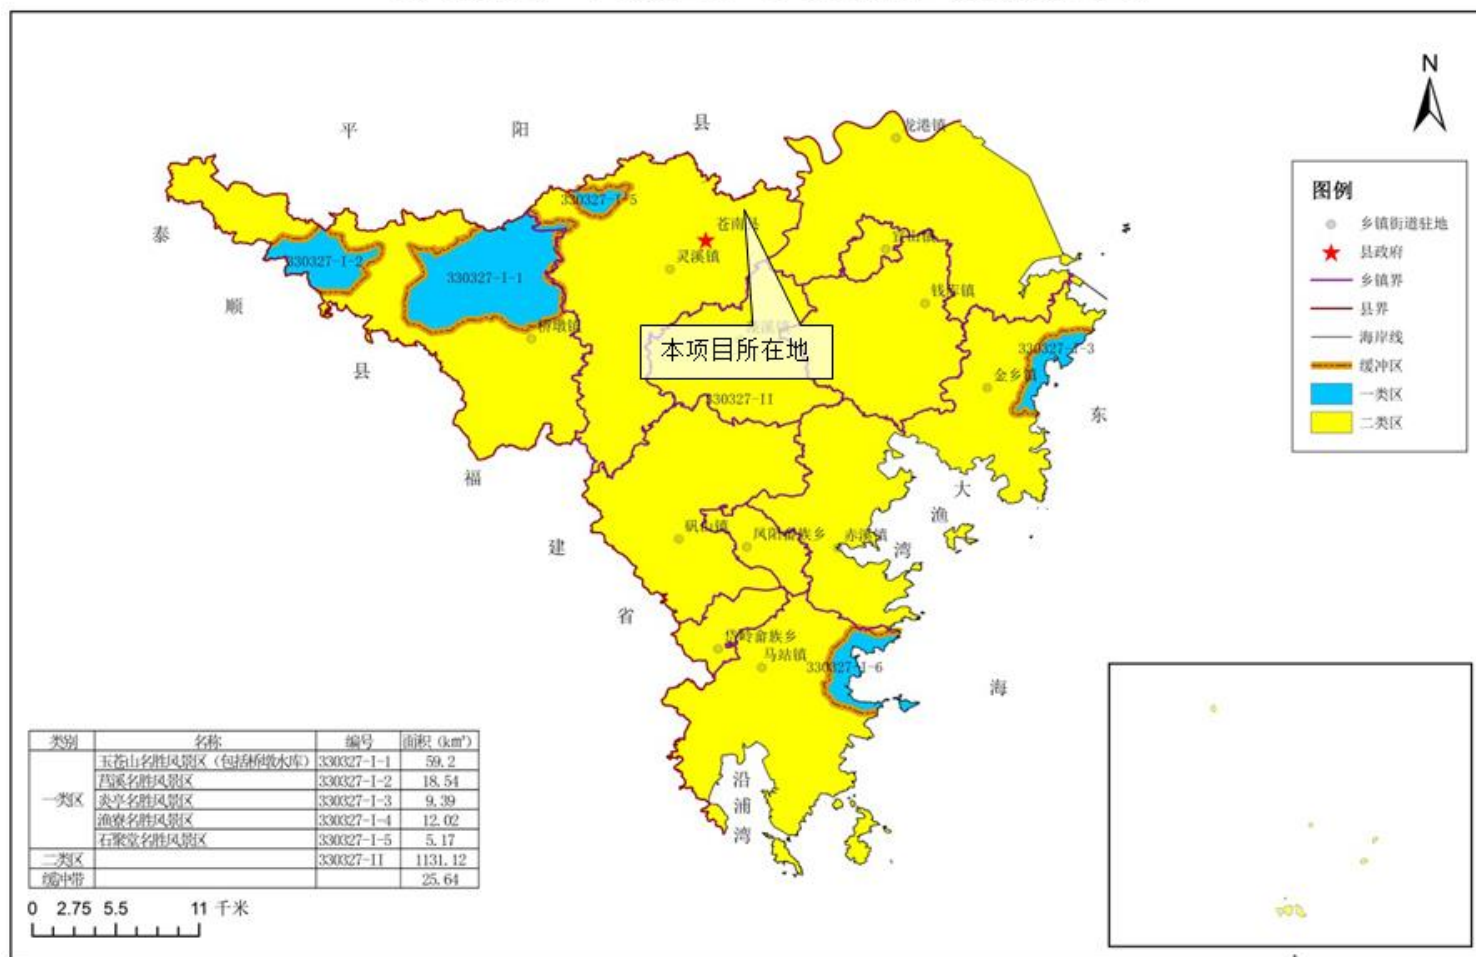 N
平 阳 县
龙港镇
图例
乡镇街道驻地
县政府
乡镇界
县界
海岸线
缓冲区
一类区
二类区
330327-I-5
苍南县
灵溪镇
泰
顺
县
330327-I-2
330327-I-1
桥墩镇
宜山镇
钱库镇
藻溪镇
本项目所在地
330327-I-3
金乡镇
330327-II
东
海
福
建
省
大
渔
湾
矾山镇
凤阳畲族乡
赤溪镇
岱岭畲族乡
马站镇
330327-I-6
沿
浦
湾
类别 名称 编号 面积 (km²)
一类区 玉苍山名胜风景区（包括桥墩水库） 330327-I-1 59.2
莒溪名胜风景区 330327-I-2 18.54
炎亭名胜风景区 330327-I-3 9.39
渔寮名胜风景区 330327-I-4 12.02
石聚堂名胜风景区 330327-I-5 5.17
二类区 330327-II 1131.12
缓冲带 25.64
0 2.75 5.5 11 千米